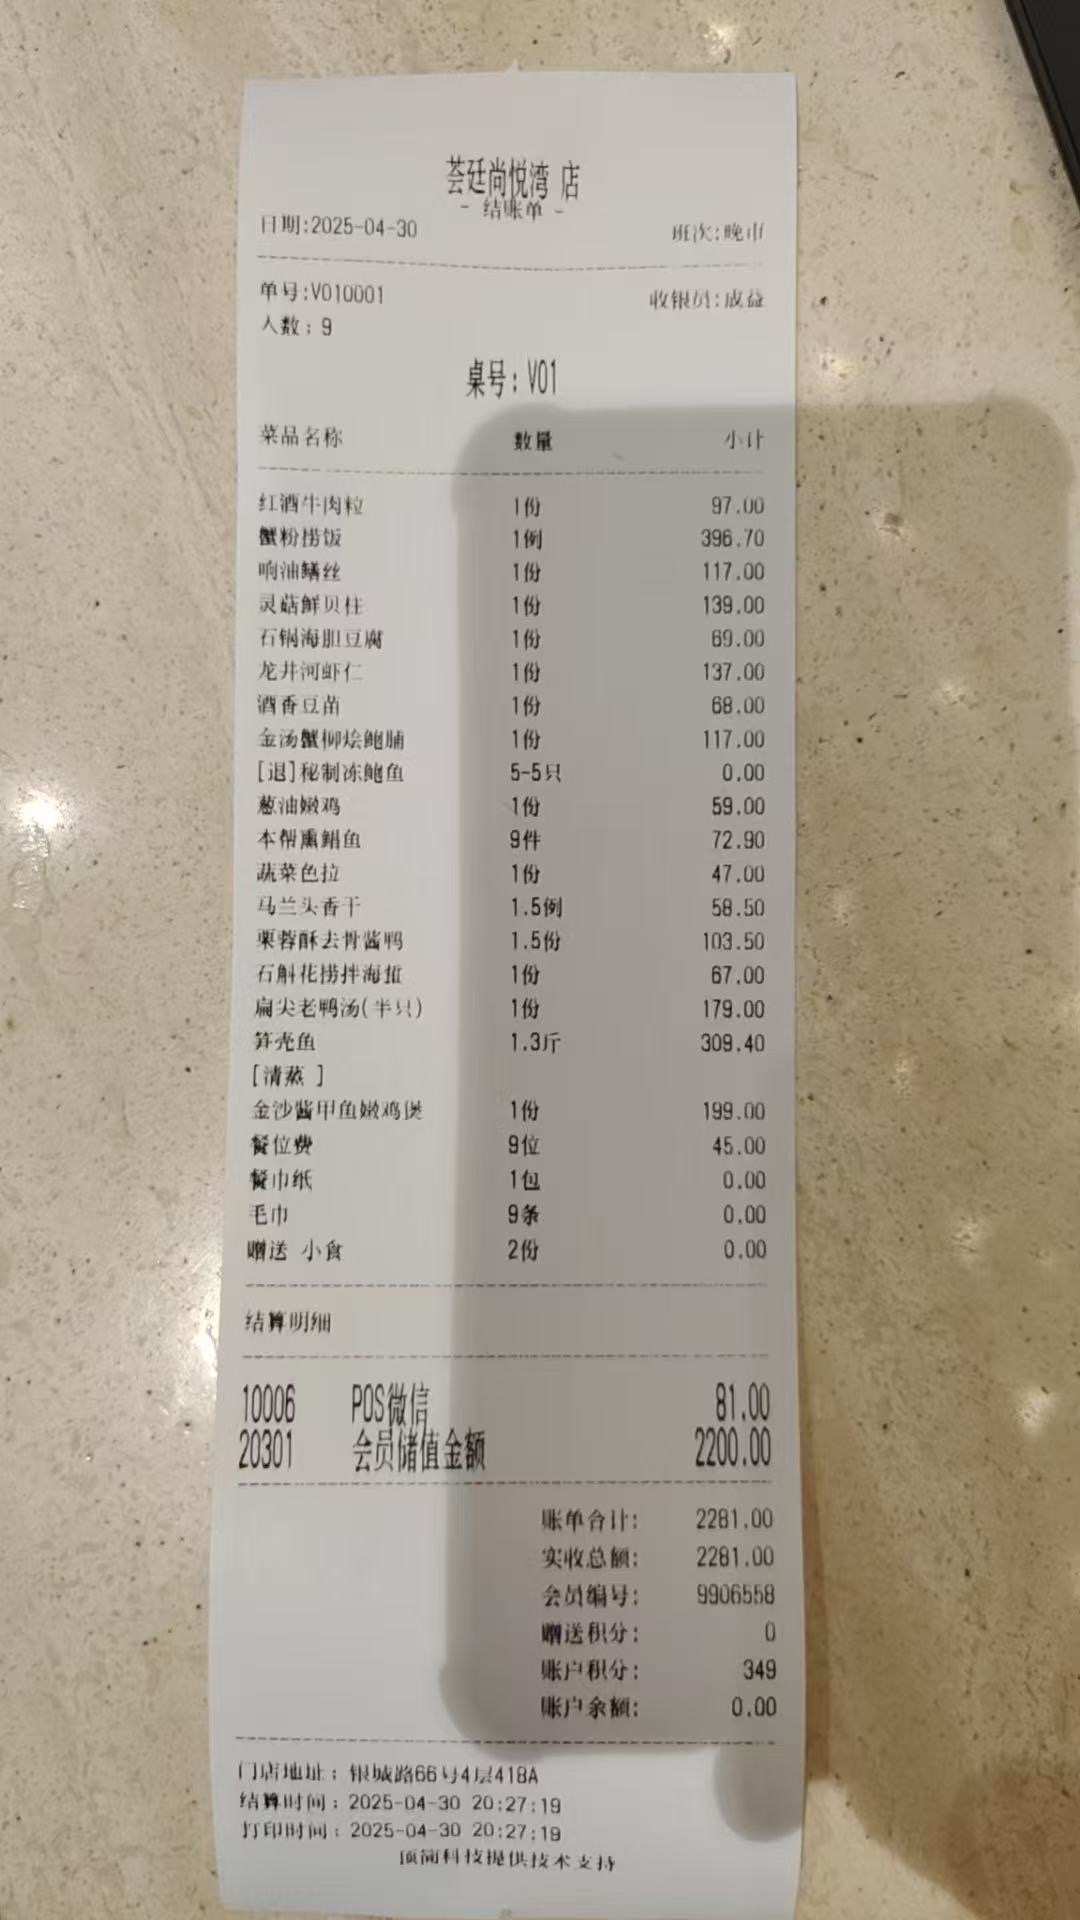 荟廷尚悦湾 店
- 结账单 -
日期:2025-04-30 班次:晚市
单号:V010001 收银员:成益
人数: 9
桌号: V01
菜品名称 数量 小计
红酒牛肉粒 1份 97.00
蟹粉捞饭 1例 396.70
响油鳝丝 1份 117.00
灵菇鲜贝柱 1份 139.00
石锅海胆豆腐 1份 69.00
龙井河虾仁 1份 137.00
酒香豆苗 1份 68.00
金汤蟹柳烩鲍脯 1份 117.00
[退]秘制冻鲍鱼 5-5只 0.00
葱油嫩鸡 1份 59.00
本帮熏鲳鱼 9件 72.90
蔬菜色拉 1份 47.00
马兰头香干 1.5例 58.50
栗蓉酥去骨酱鸭 1.5份 103.50
石斛花捞拌海蜇 1份 67.00
扁尖老鸭汤(半只) 1份 179.00
笋壳鱼 1.3斤 309.40
[清蒸 ]
金沙酱甲鱼嫩鸡煲 1份 199.00
餐位费 9位 45.00
餐巾纸 1包 0.00
毛巾 9条 0.00
赠送 小食 2份 0.00
结算明细
10006 POS微信 81.00
20301 会员储值金额 2200.00
账单合计: 2281.00
实收总额: 2281.00
会员编号: 9906558
赠送积分: 0
账户积分: 349
账户余额: 0.00
门店地址: 银城路66号4层418A
结算时间: 2025-04-30 20:27:19
打印时间: 2025-04-30 20:27:19
顶简科技提供技术支持